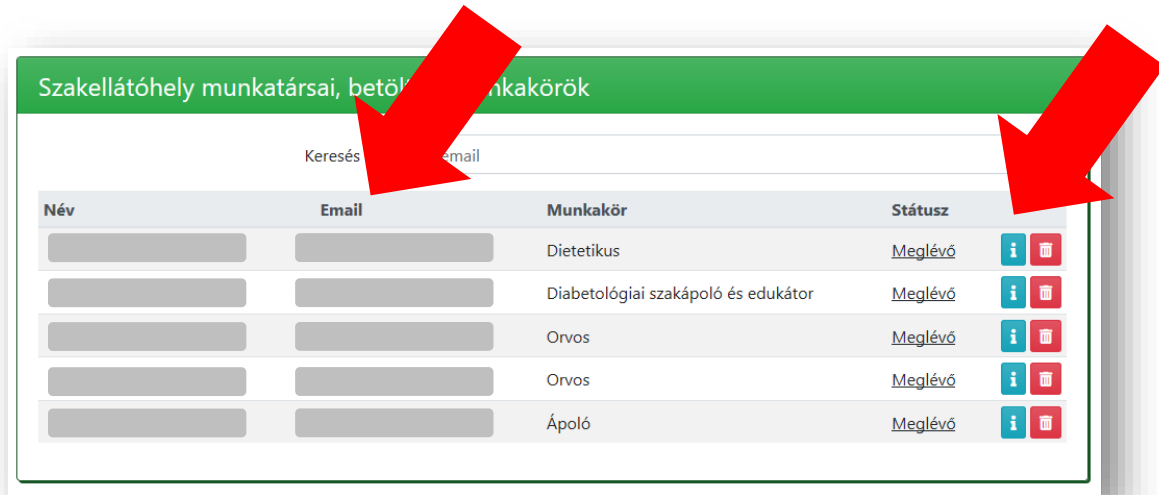 Szakellátóhely munkatársai, munkakörök
Keresés email
Név Email Munkakör Státusz
Dietetikus Meglévő
Diabetológiai szakápoló és edukátor Meglévő
Orvos Meglévő
Orvos Meglévő
Ápoló Meglévő